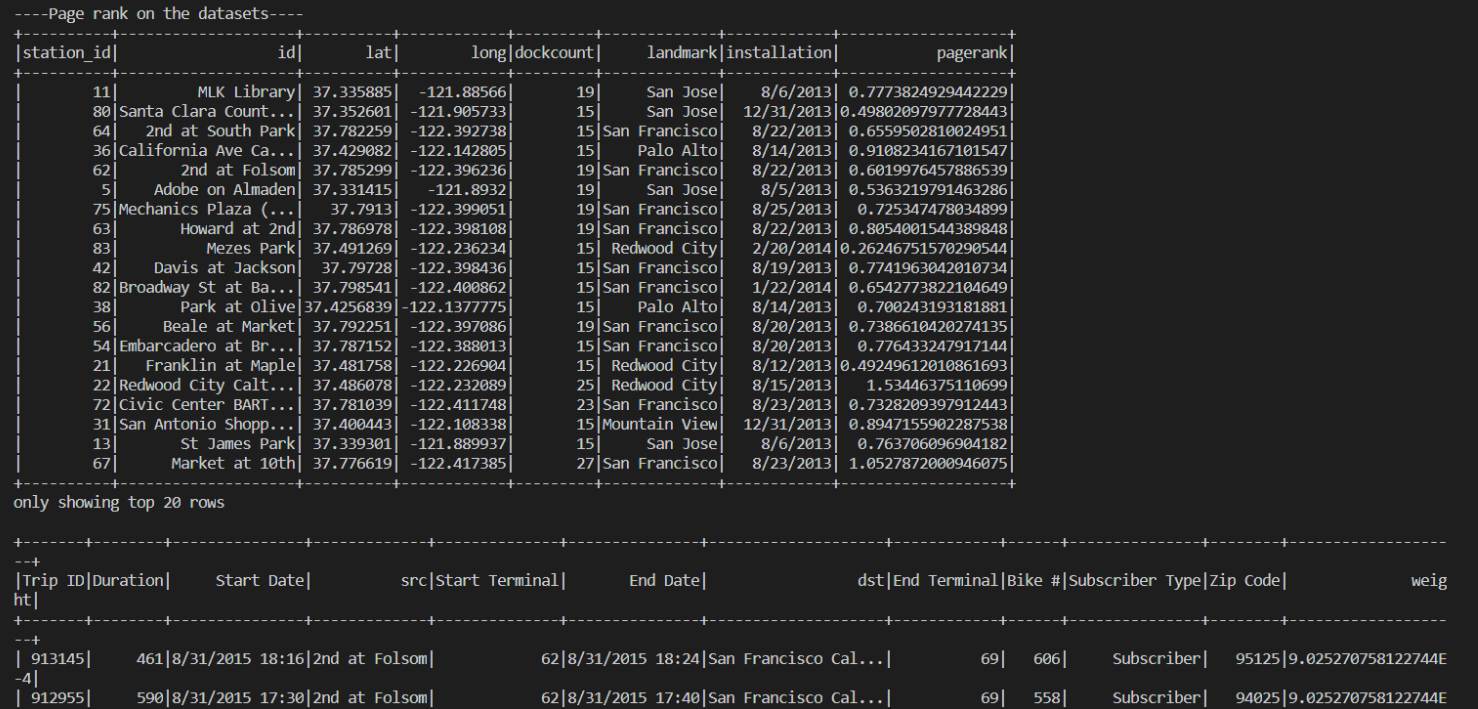 ----Page rank on the datasets----
+----------+--------------------+----------+------------+---------+-------------+------------+-------------------+
|station_id|                  id|       lat|        long|dockcount|     landmark|installation|           pagerank|
+----------+--------------------+----------+------------+---------+-------------+------------+-------------------+
|        11|         MLK Library| 37.335885|  -121.88566|       19|     San Jose|    8/6/2013| 0.7773824929442229|
|        80|Santa Clara Count...| 37.352601| -121.905733|       15|     San Jose|  12/31/2013|0.49802097977728443|
|        64|   2nd at South Park| 37.782259| -122.392738|       15|San Francisco|   8/22/2013| 0.6559502810024951|
|        36|California Ave Ca...| 37.429082| -122.142805|       15|    Palo Alto|   8/14/2013| 0.9108234167101547|
|        62|       2nd at Folsom| 37.785299| -122.396236|       19|San Francisco|   8/22/2013| 0.6019976457886539|
|         5|    Adobe on Almaden| 37.331415|   -121.8932|       19|     San Jose|    8/5/2013| 0.5363219791463286|
|        75|Mechanics Plaza (...|   37.7913| -122.399051|       19|San Francisco|   8/25/2013|  0.725347478034899|
|        63|       Howard at 2nd| 37.786978| -122.398108|       19|San Francisco|   8/22/2013| 0.8054001544389848|
|        83|          Mezes Park| 37.491269| -122.236234|       15| Redwood City|   2/20/2014|0.26246751570290544|
|        42|    Davis at Jackson|  37.79728| -122.398436|       15|San Francisco|   8/19/2013| 0.7741963042010734|
|        82|Broadway St at Ba...| 37.798541| -122.400862|       15|San Francisco|   1/22/2014| 0.6542773822104649|
|        38|       Park at Olive|37.4256839|-122.1377775|       15|    Palo Alto|   8/14/2013|  0.700243193181881|
|        56|     Beale at Market| 37.792251| -122.397086|       19|San Francisco|   8/20/2013| 0.7386610420274135|
|        54|Embarcadero at Br...| 37.787152| -122.388013|       15|San Francisco|   8/20/2013|  0.776433247917144|
|        21|   Franklin at Maple| 37.481758| -122.226904|       15| Redwood City|   8/12/2013|0.49249612010861693|
|        22|Redwood City Calt...| 37.486078| -122.232089|       25| Redwood City|   8/15/2013|   1.53446375110699|
|        72|Civic Center BART...| 37.781039| -122.411748|       23|San Francisco|   8/23/2013| 0.7328209397912443|
|        31|San Antonio Shopp...| 37.400443| -122.108338|       15|Mountain View|  12/31/2013| 0.8947155902287538|
|        13|       St James Park| 37.339301| -121.889937|       15|     San Jose|    8/6/2013|  0.763706096904182|
|        67|      Market at 10th| 37.776619| -122.417385|       27|San Francisco|   8/23/2013| 1.0527872000946075|
+----------+--------------------+----------+------------+---------+-------------+------------+-------------------+
only showing top 20 rows
+-------+--------+---------------+-------------+--------------+---------------+--------------------+------------+------+---------------+--------+------------------
--+
|Trip ID|Duration|     Start Date|          src|Start Terminal|       End Date|                 dst|End Terminal|Bike #|Subscriber Type|Zip Code|              weig
ht|
+-------+--------+---------------+-------------+--------------+---------------+--------------------+------------+------+---------------+--------+------------------
--+
| 913145|     461|8/31/2015 18:16|2nd at Folsom|            62|8/31/2015 18:24|San Francisco Cal...|          69|   606|     Subscriber|   95125|9.025270758122744E
-4|
| 912955|     590|8/31/2015 17:30|2nd at Folsom|            62|8/31/2015 17:40|San Francisco Cal...|          69|   558|     Subscriber|   94025|9.025270758122744E